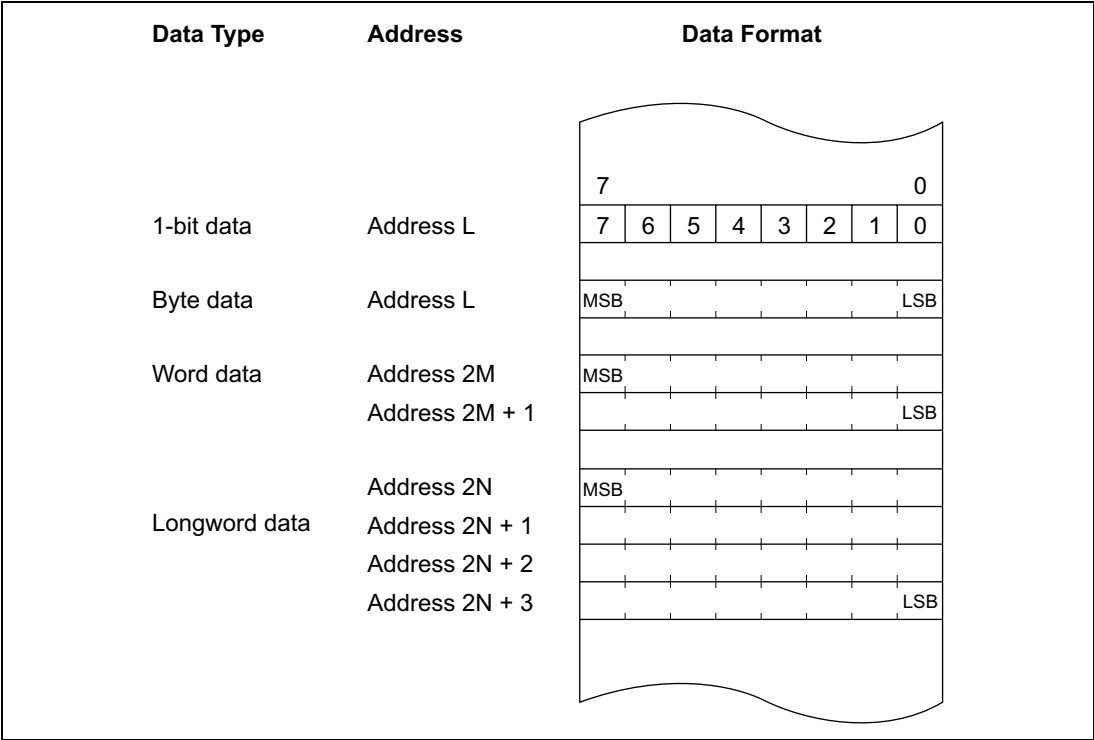 Data Type Address Data Format
7 0
1-bit data Address L 7 6 5 4 3 2 1 0
Byte data Address L MSB LSB
Word data Address 2M MSB
Address 2M + 1 LSB
Address 2N MSB
Longword data Address 2N + 1
Address 2N + 2
Address 2N + 3 LSB